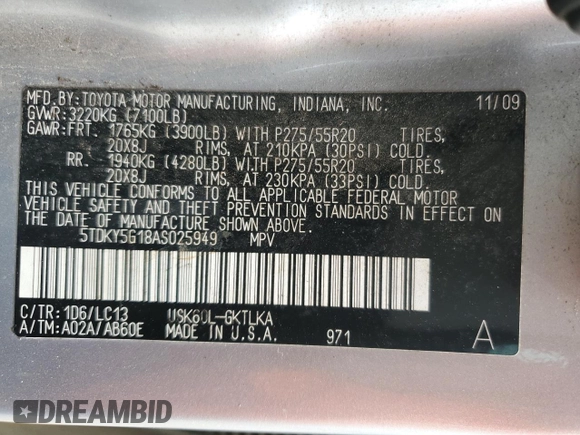 MFD.BY:TOYOTA MOTOR MANUFACTURING, INDIANA, INC. 11/09
GVWR:3220KG (7100LB)
GAWR:FRT. 1765KG(3900LB)WITH P275/55R20 TIRES,
20X8J RIMS, AT 210KPA(30PSI) COLD.
RR. 1940KG(4280LB)WITH P275/55R20 TIRES,
20X8J RIMS, AT 230KPA(33PSI) COLD.
THIS VEHICLE CONFORMS TO ALL APPLICABLE FEDERAL MOTOR
VEHICLE SAFETY AND THEFT PREVENTION STANDARDS IN EFFECT ON
THE DATE OF MANUFACTURE SHOWN ABOVE.
5TDKY5G18AS025949 MPV
C/TR:1D6/LC13 USK60L-GKTLKA
A/TM:A02A/AB60E MADE IN U.S.A. 971 A
DREAMBID